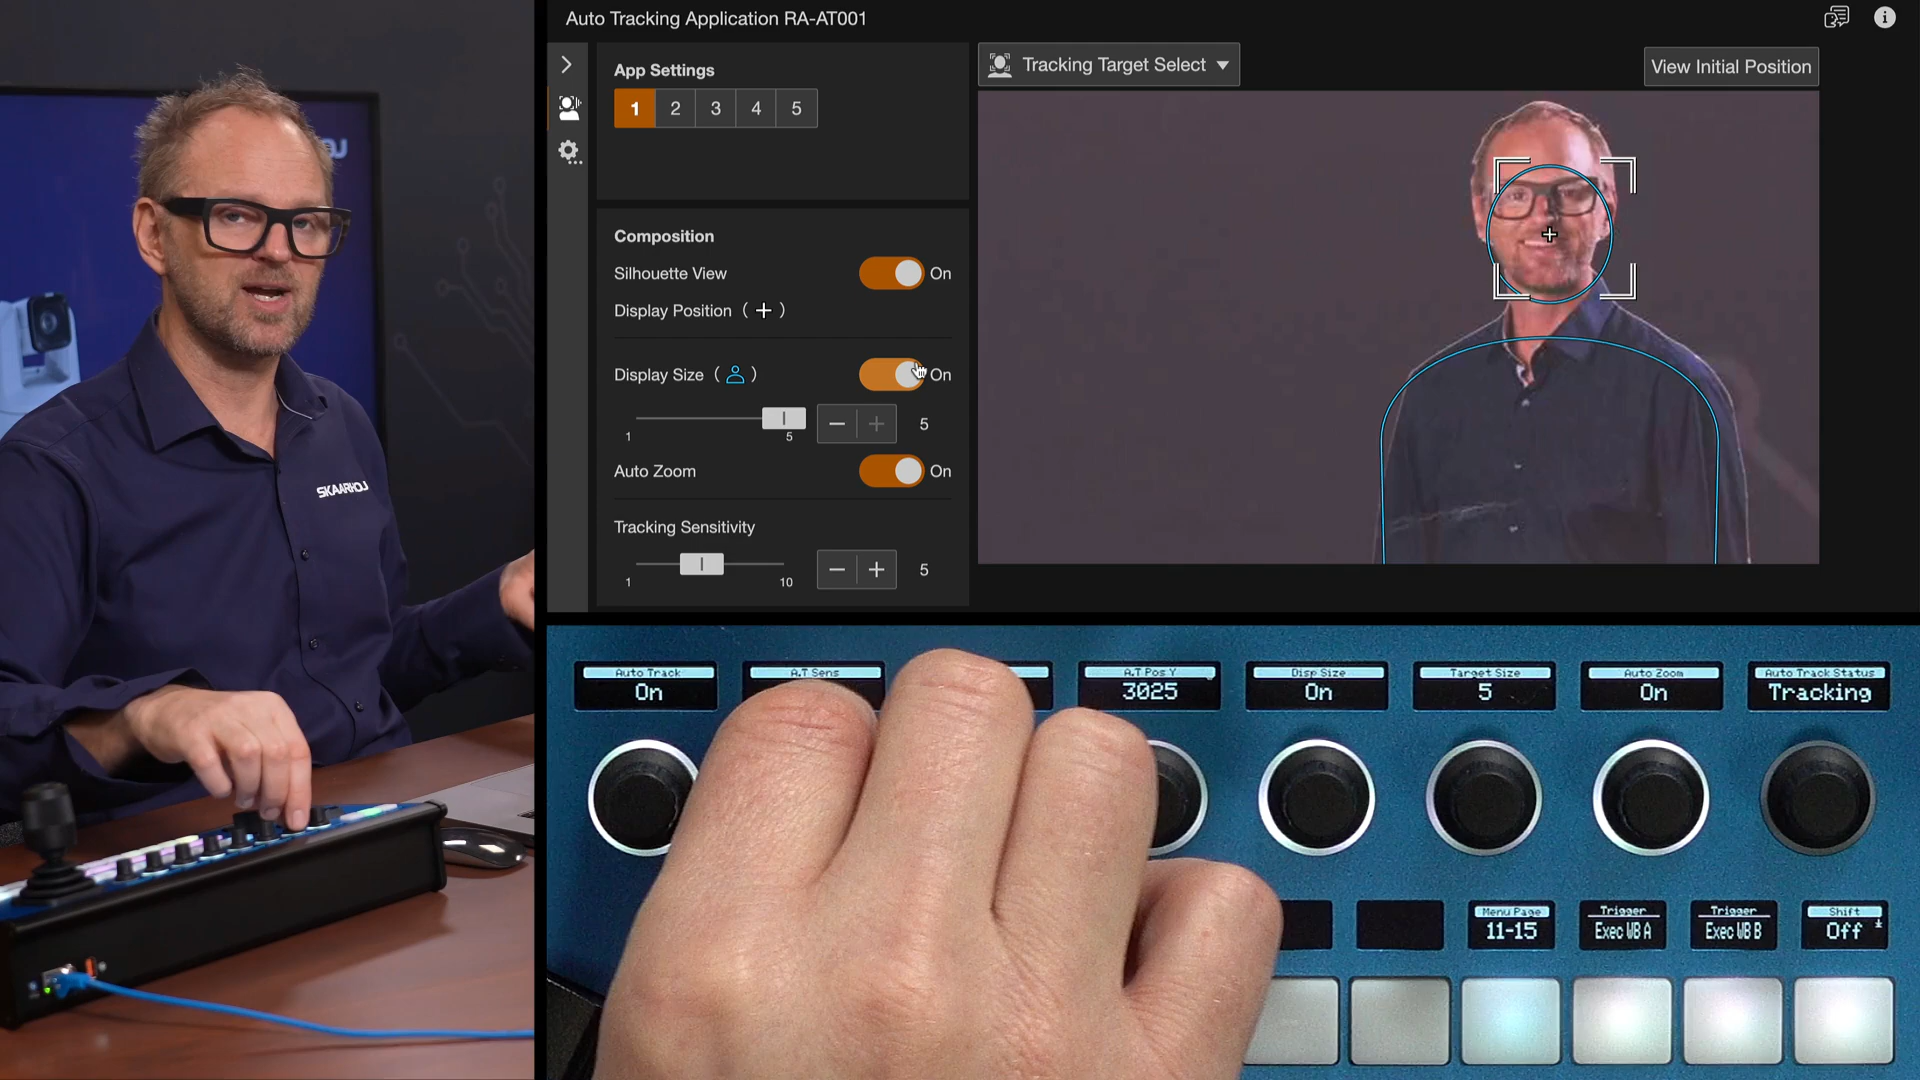 SKAARHOJ
Auto Tracking Application RA-AT001
App Settings
1 2 3 4 5
Composition
Silhouette View On
Display Position ( + )
Display Size ( ) On
1 5 5
Auto Zoom On
Tracking Sensitivity
1 10 5
Tracking Target Select
View Initial Position
Auto Track
On
A.T Sens
A.T Pos Y
3025
Disp Size
On
Target Size
5
Auto Zoom
On
Auto Track Status
Tracking
Menu Page
11-15
Trigger
Exec WB A
Trigger
Exec WB B
Shift
Off